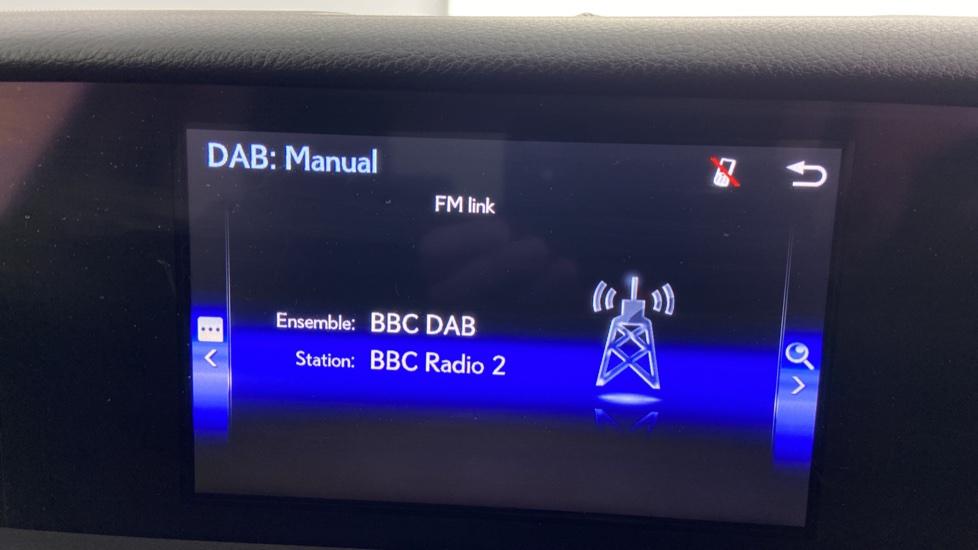 DAB: Manual
FM link
Ensemble: BBC DAB
Station: BBC Radio 2